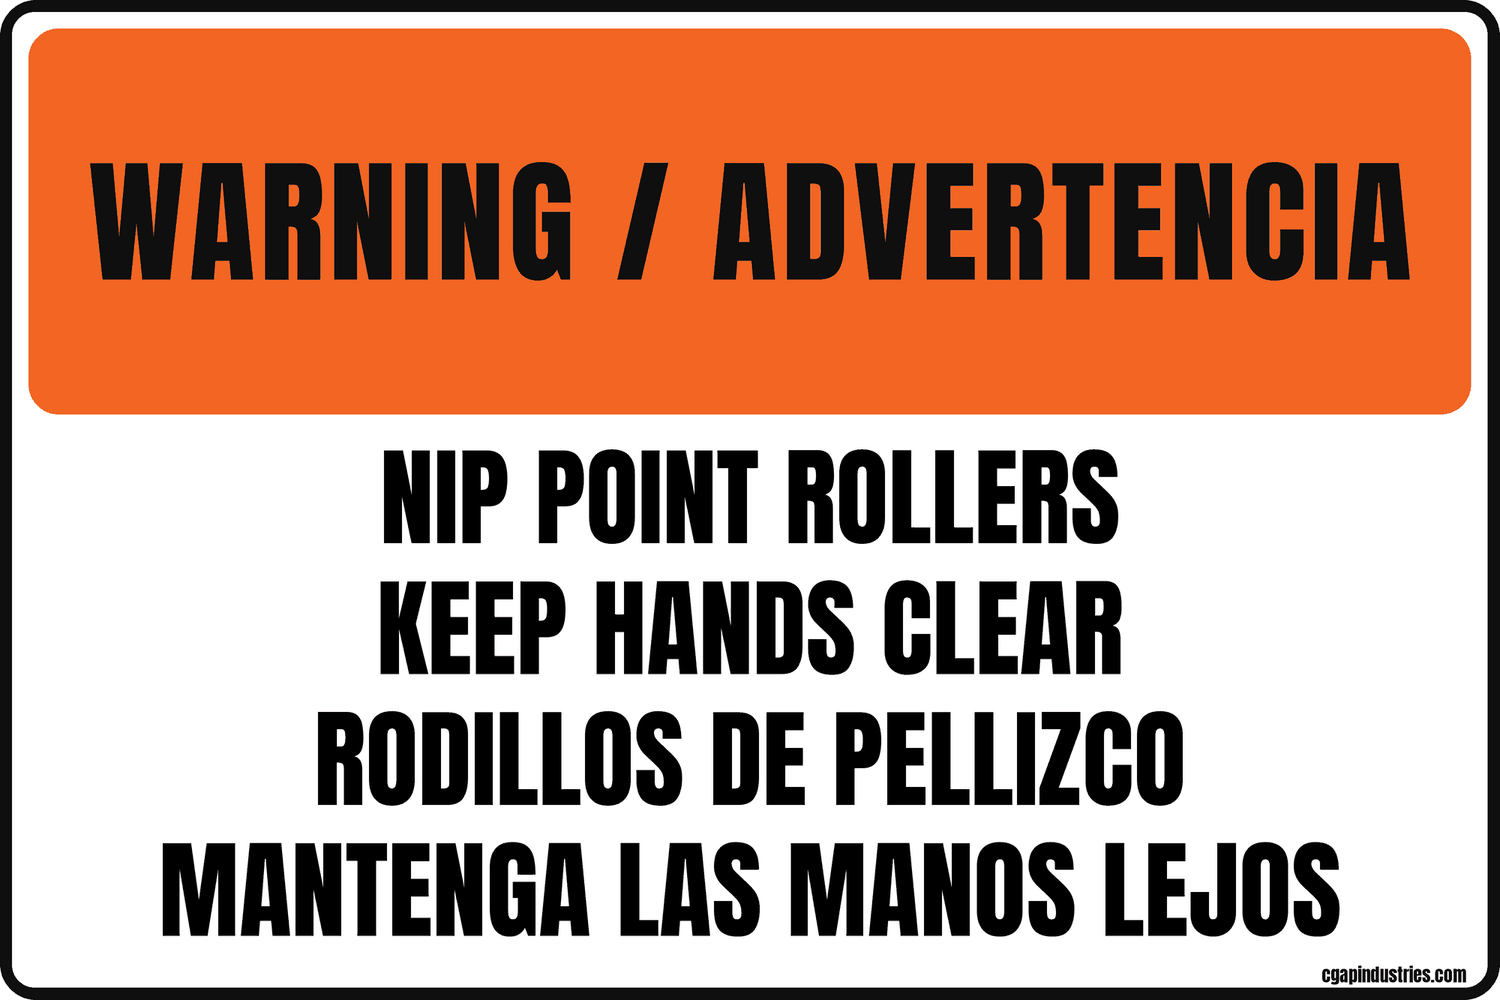 WARNING / ADVERTENCIA
NIP POINT ROLLERS
KEEP HANDS CLEAR
RODILLOS DE PELLIZCO
MANTENGA LAS MANOS LEJOS
cgapindustries.com